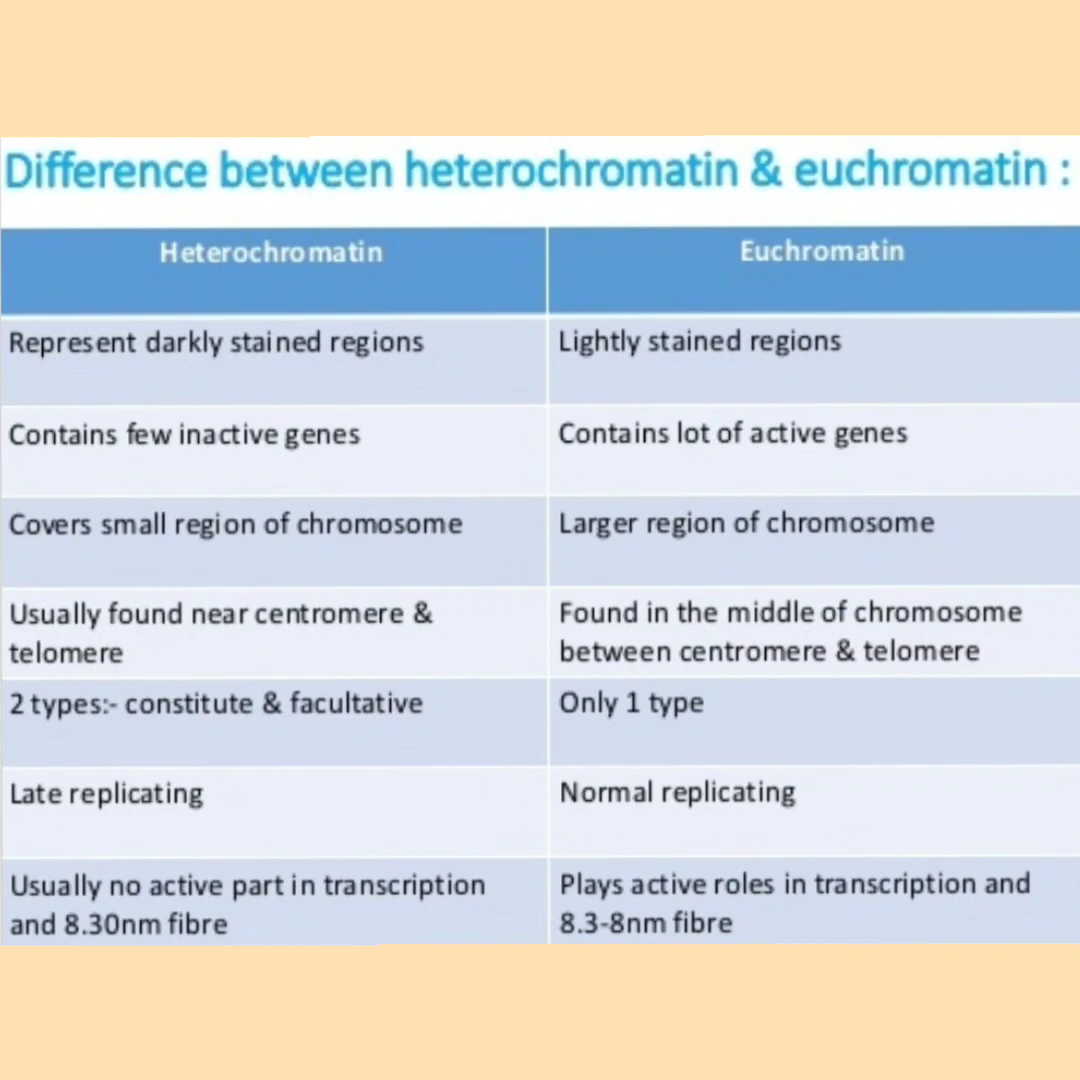 Difference between heterochromatin & euchromatin :
Heterochromatin
Euchromatin
Represent darkly stained regions
Lightly stained regions
Contains few inactive genes
Contains lot of active genes
Covers small region of chromosome
Larger region of chromosome
Usually found near centromere &
telomere
Found in the middle of chromosome
between centromere & telomere
2 types:- constitute & facultative
Only 1 type
Late replicating
Normal replicating
Usually no active part in transcription
and 8.30nm fibre
Plays active roles in transcription and
8.3-8nm fibre